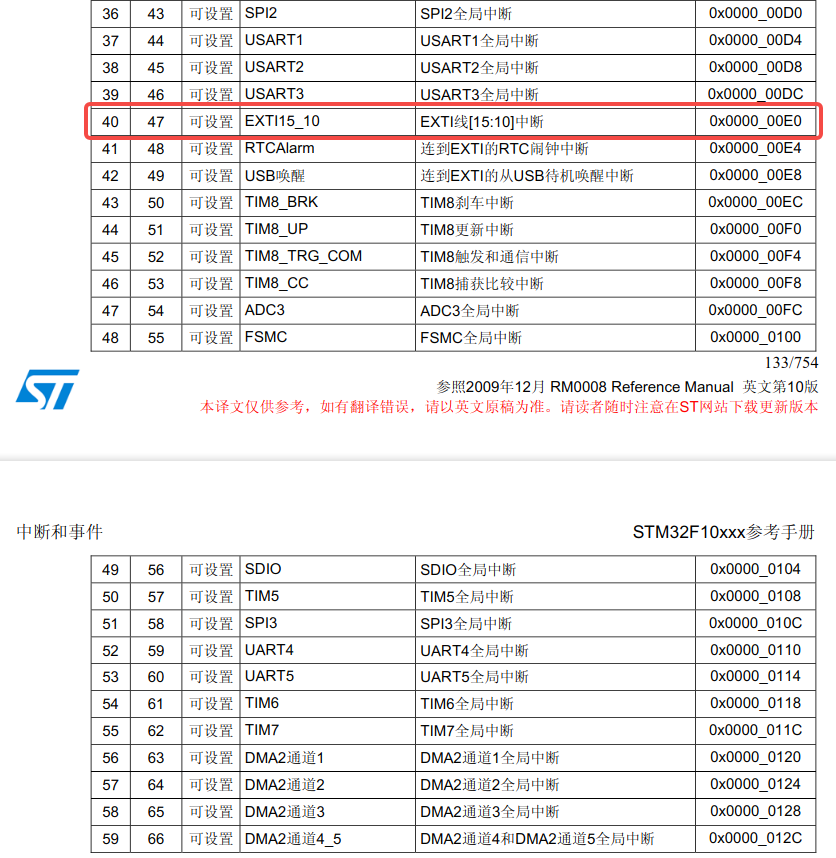 36 43 可设置 SPI2 SPI2全局中断 0x0000_00D0
37 44 可设置 USART1 USART1全局中断 0x0000_00D4
38 45 可设置 USART2 USART2全局中断 0x0000_00D8
39 46 可设置 USART3 USART3全局中断 0x0000_00DC
40 47 可设置 EXTI15_10 EXTI线[15:10]中断 0x0000_00E0
41 48 可设置 RTCAlarm 连到EXTI的RTC闹钟中断 0x0000_00E4
42 49 可设置 USB唤醒 连到EXTI的从USB待机唤醒中断 0x0000_00E8
43 50 可设置 TIM8_BRK TIM8刹车中断 0x0000_00EC
44 51 可设置 TIM8_UP TIM8更新中断 0x0000_00F0
45 52 可设置 TIM8_TRG_COM TIM8触发和通信中断 0x0000_00F4
46 53 可设置 TIM8_CC TIM8捕获比较中断 0x0000_00F8
47 54 可设置 ADC3 ADC3全局中断 0x0000_00FC
48 55 可设置 FSMC FSMC全局中断 0x0000_0100
133/754
ST
参照2009年12月 RM0008 Reference Manual 英文第10版
本译文仅供参考，如有翻译错误，请以英文原稿为准。请读者随时注意在ST网站下载更新版本
中断和事件 STM32F10xxx参考手册
49 56 可设置 SDIO SDIO全局中断 0x0000_0104
50 57 可设置 TIM5 TIM5全局中断 0x0000_0108
51 58 可设置 SPI3 SPI3全局中断 0x0000_010C
52 59 可设置 UART4 UART4全局中断 0x0000_0110
53 60 可设置 UART5 UART5全局中断 0x0000_0114
54 61 可设置 TIM6 TIM6全局中断 0x0000_0118
55 62 可设置 TIM7 TIM7全局中断 0x0000_011C
56 63 可设置 DMA2通道1 DMA2通道1全局中断 0x0000_0120
57 64 可设置 DMA2通道2 DMA2通道2全局中断 0x0000_0124
58 65 可设置 DMA2通道3 DMA2通道3全局中断 0x0000_0128
59 66 可设置 DMA2通道4_5 DMA2通道4和DMA2通道5全局中断 0x0000_012C